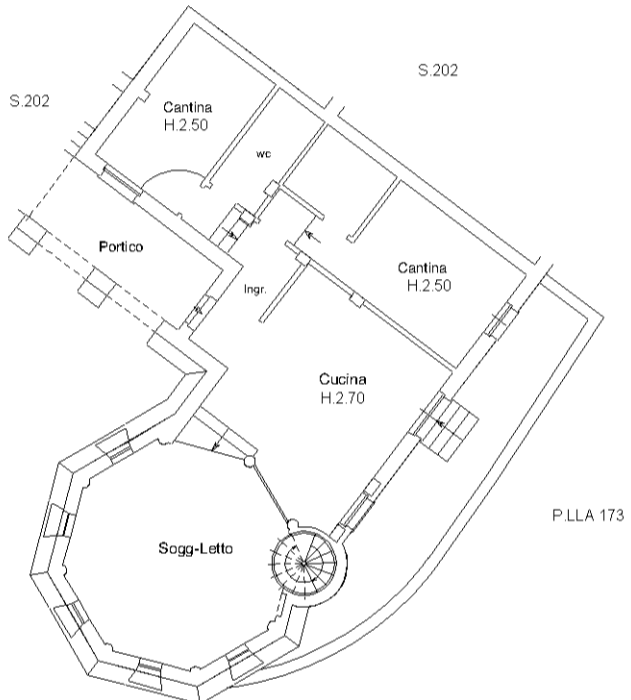 S.202
S.202
Cantina
H.2.50
wc
Portico
Ingr.
Cantina
H.2.50
Cucina
H.2.70
P.LLA 173
Sogg-Letto